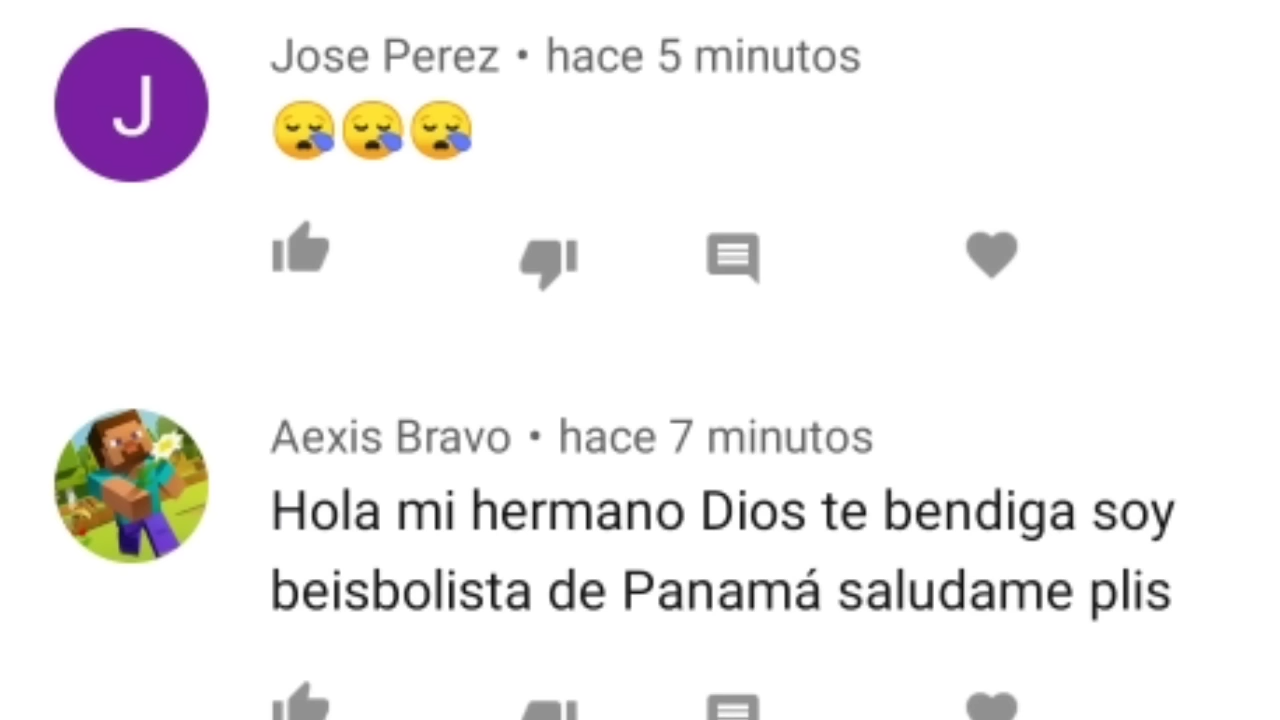 J
Jose Perez • hace 5 minutos
😪😪😪
Aexis Bravo • hace 7 minutos
Hola mi hermano Dios te bendiga soy
beisbolista de Panamá saludame plis